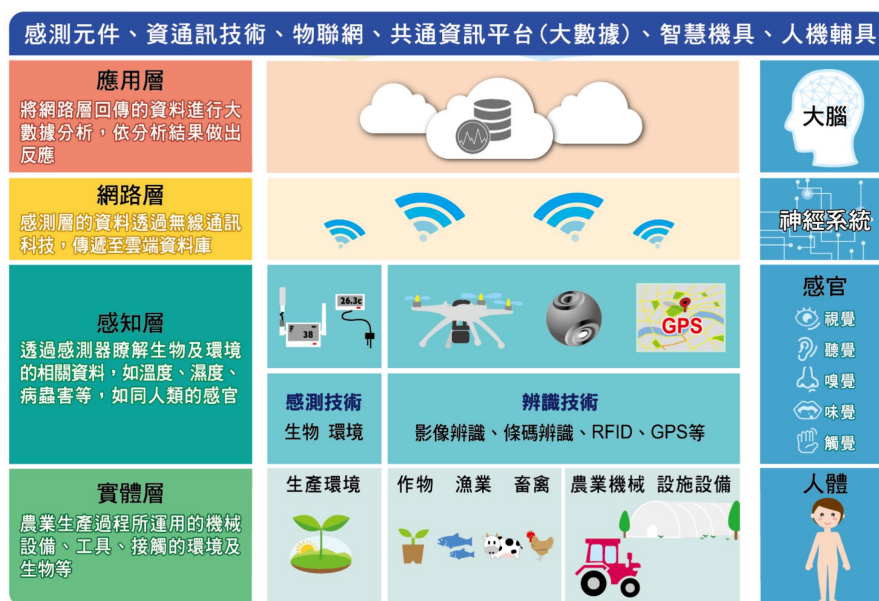 感測元件、資通訊技術、物聯網、共通資訊平台(大數據)、智慧機具、人機輔具
應用層
將網路層回傳的資料進行大
數據分析，依分析結果做出
反應
大腦
網路層
感測層的資料透過無線通訊
科技，傳遞至雲端資料庫
神經系統
感知層
透過感測器瞭解生物及環境
的相關資料，如溫度、濕度、
病蟲害等，如同人類的感官
26.3c
38
GPS
感測技術
生物 環境
辨識技術
影像辨識、條碼辨識、RFID、GPS等
感官
視覺
聽覺
嗅覺
味覺
觸覺
實體層
農業生產過程所運用的機械
設備、工具、接觸的環境及
生物等
生產環境
作物 漁業 畜禽
農業機械 設施設備
人體